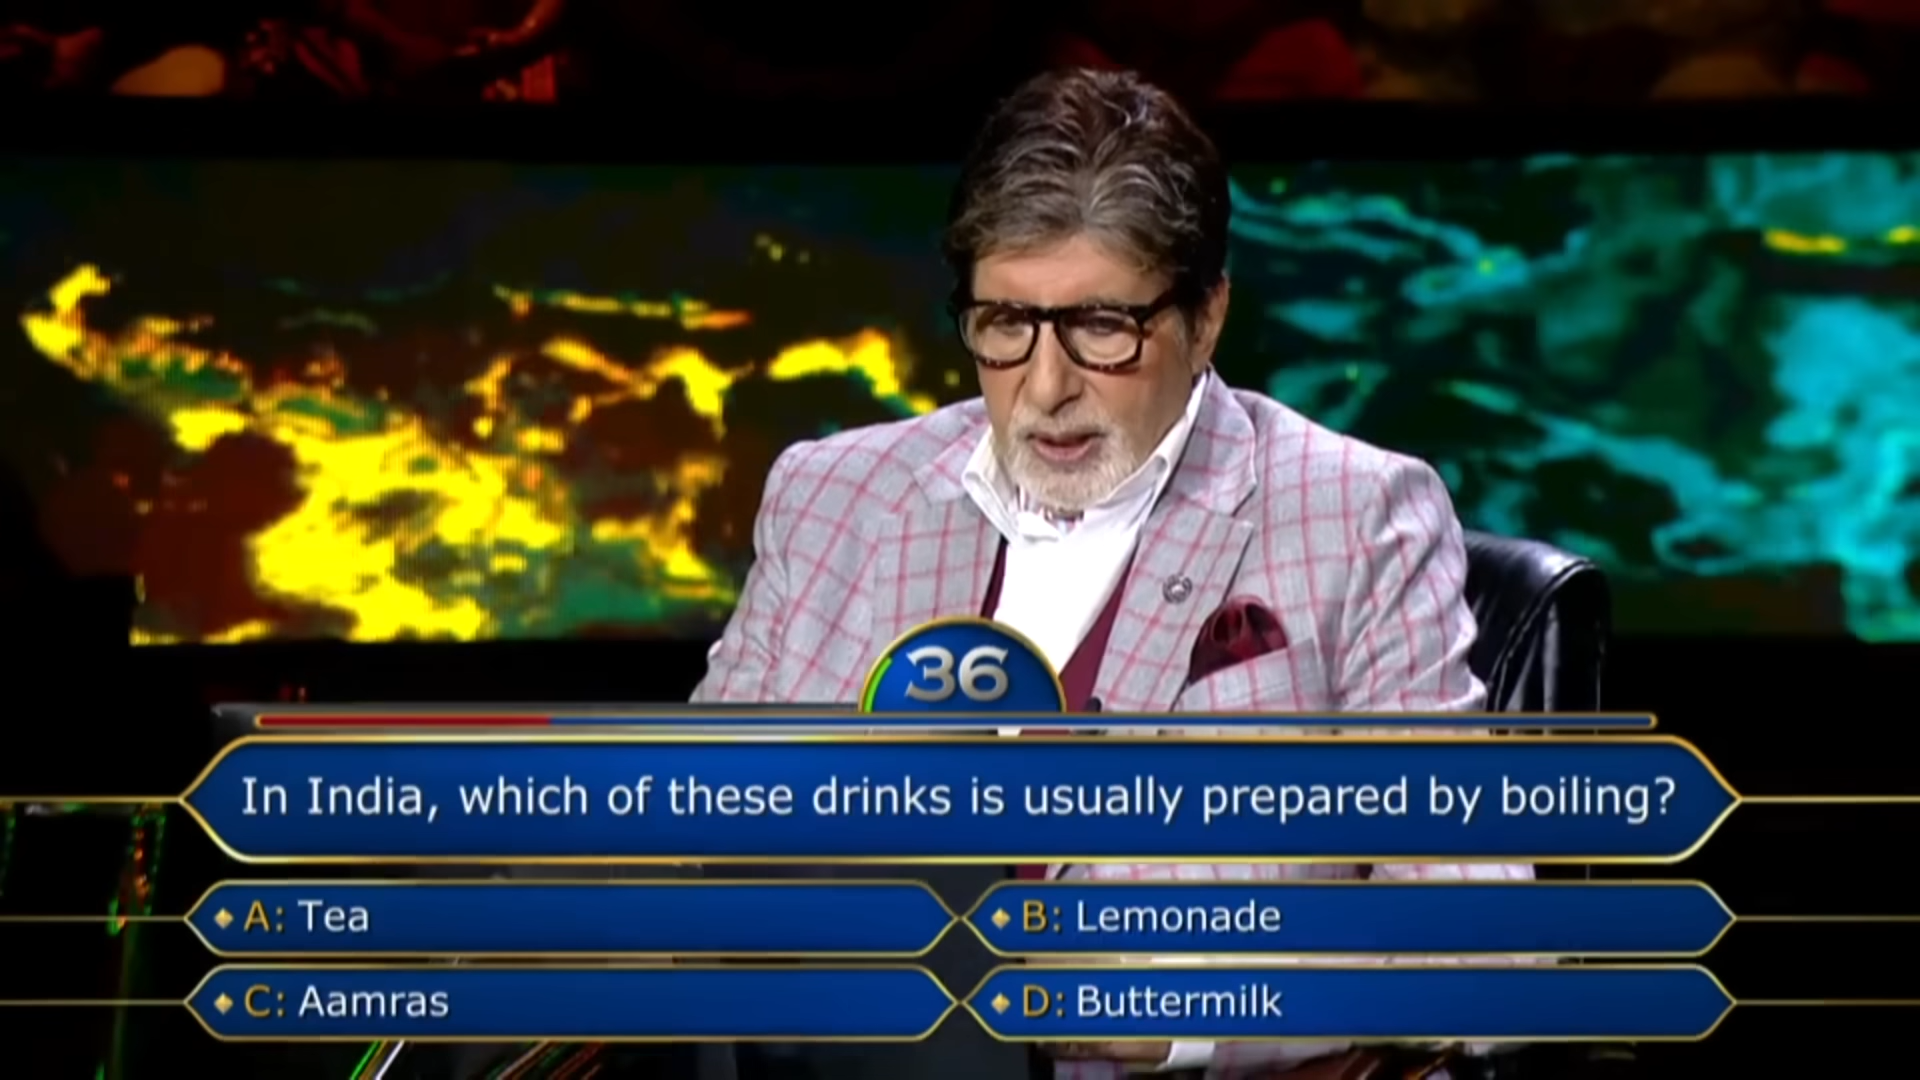 36
In India, which of these drinks is usually prepared by boiling?
A: Tea
B: Lemonade
C: Aamras
D: Buttermilk